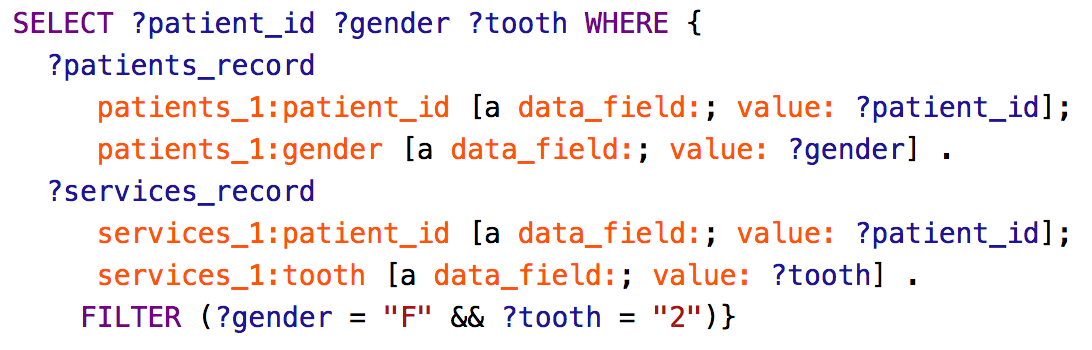 SELECT ?patient_id ?gender ?tooth WHERE {
?patients_record
patients_1:patient_id [a data_field:; value: ?patient_id];
patients_1:gender [a data_field:; value: ?gender] .
?services_record
services_1:patient_id [a data_field:; value: ?patient_id];
services_1:tooth [a data_field:; value: ?tooth] .
FILTER (?gender = "F" && ?tooth = "2")}